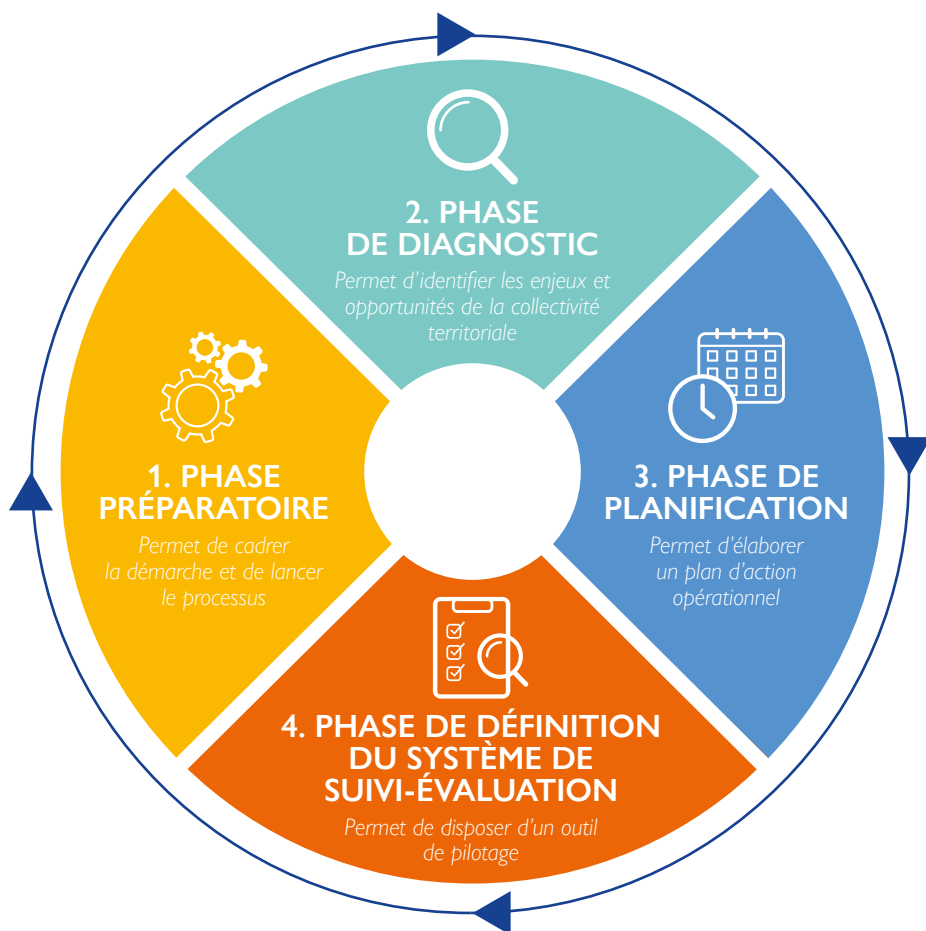 1. PHASE
PRÉPARATOIRE
Permet de cadrer
la démarche et de lancer
le processus
2. PHASE
DE DIAGNOSTIC
Permet d’identifier les enjeux et
opportunités de la collectivité
territoriale
3. PHASE DE
PLANIFICATION
Permet d’élaborer
un plan d’action
opérationnel
4. PHASE DE DÉFINITION
DU SYSTÈME DE
SUIVI-ÉVALUATION
Permet de disposer d’un outil
de pilotage